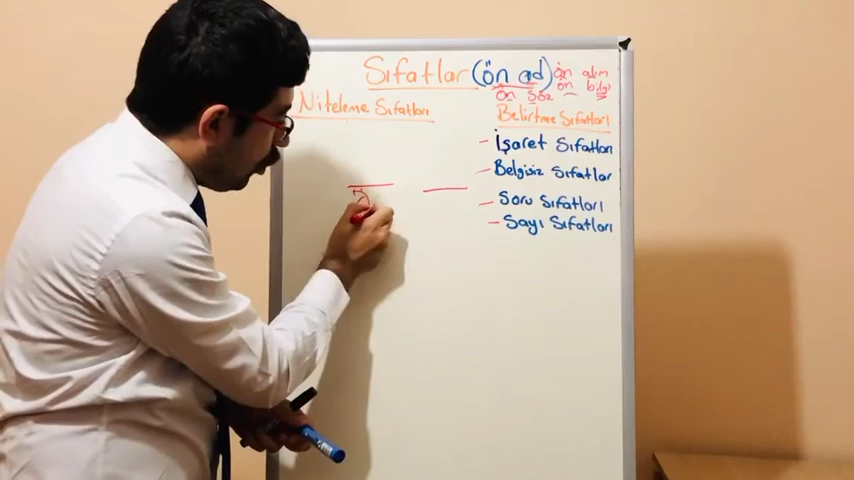 Sıfatlar (ön ad)
ön alım
ön bilgi
ön söz
Niteleme Sıfatları
Belirtme Sıfatları
- İşaret Sıfatları
- Belgisiz Sıfatlar
- Soru Sıfatları
- Sayı Sıfatları